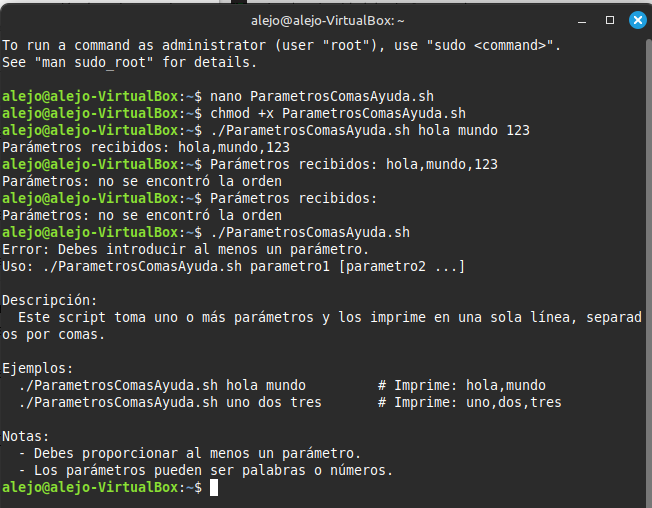 alejo@alejo-VirtualBox: ~
To run a command as administrator (user "root"), use "sudo <command>".
See "man sudo_root" for details.
alejo@alejo-VirtualBox:~$ nano ParametrosComasAyuda.sh
alejo@alejo-VirtualBox:~$ chmod +x ParametrosComasAyuda.sh
alejo@alejo-VirtualBox:~$ ./ParametrosComasAyuda.sh hola mundo 123
Parámetros recibidos: hola,mundo,123
alejo@alejo-VirtualBox:~$ Parámetros recibidos: hola,mundo,123
Parámetros: no se encontró la orden
alejo@alejo-VirtualBox:~$ Parámetros recibidos:
Parámetros: no se encontró la orden
alejo@alejo-VirtualBox:~$ ./ParametrosComasAyuda.sh
Error: Debes introducir al menos un parámetro.
Uso: ./ParametrosComasAyuda.sh parametro1 [parametro2 ...]
Descripción:
  Este script toma uno o más parámetros y los imprime en una sola línea, separad
os por comas.
Ejemplos:
  ./ParametrosComasAyuda.sh hola mundo         # Imprime: hola,mundo
  ./ParametrosComasAyuda.sh uno dos tres       # Imprime: uno,dos,tres
Notas:
  - Debes proporcionar al menos un parámetro.
  - Los parámetros pueden ser palabras o números.
alejo@alejo-VirtualBox:~$